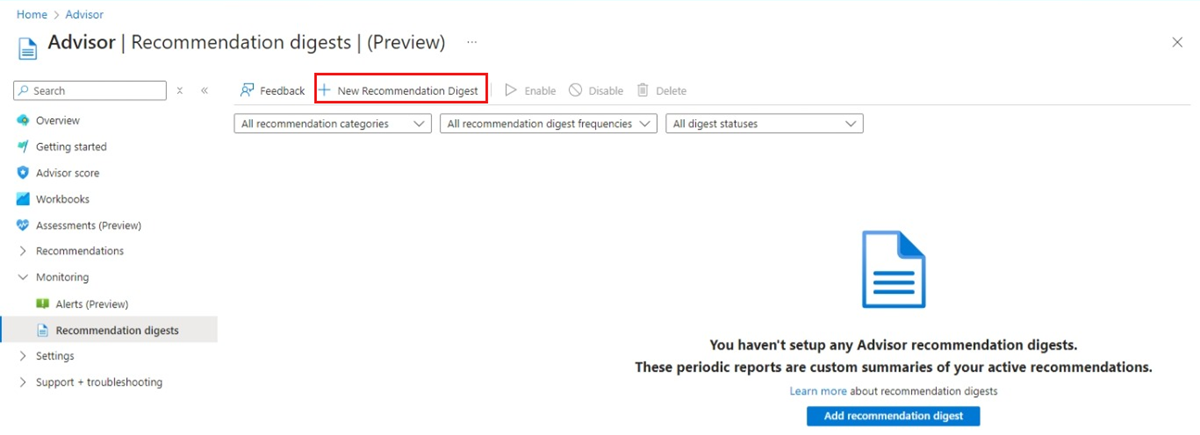 Home > Advisor
Advisor | Recommendation digests | (Preview) ...
Search
Feedback
New Recommendation Digest
Enable
Disable
Delete
All recommendation categories
All recommendation digest frequencies
All digest statuses
Overview
Getting started
Advisor score
Workbooks
Assessments (Preview)
Recommendations
Monitoring
Alerts (Preview)
Recommendation digests
Settings
Support + troubleshooting
You haven't setup any Advisor recommendation digests.
These periodic reports are custom summaries of your active recommendations.
Learn more about recommendation digests
Add recommendation digest